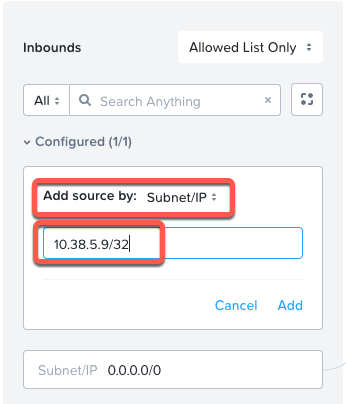 Inbounds
Allowed List Only
All
Search Anything
×
Configured (1/1)
Add source by: Subnet/IP
10.38.5.9/32
Cancel Add
Subnet/IP 0.0.0.0/0